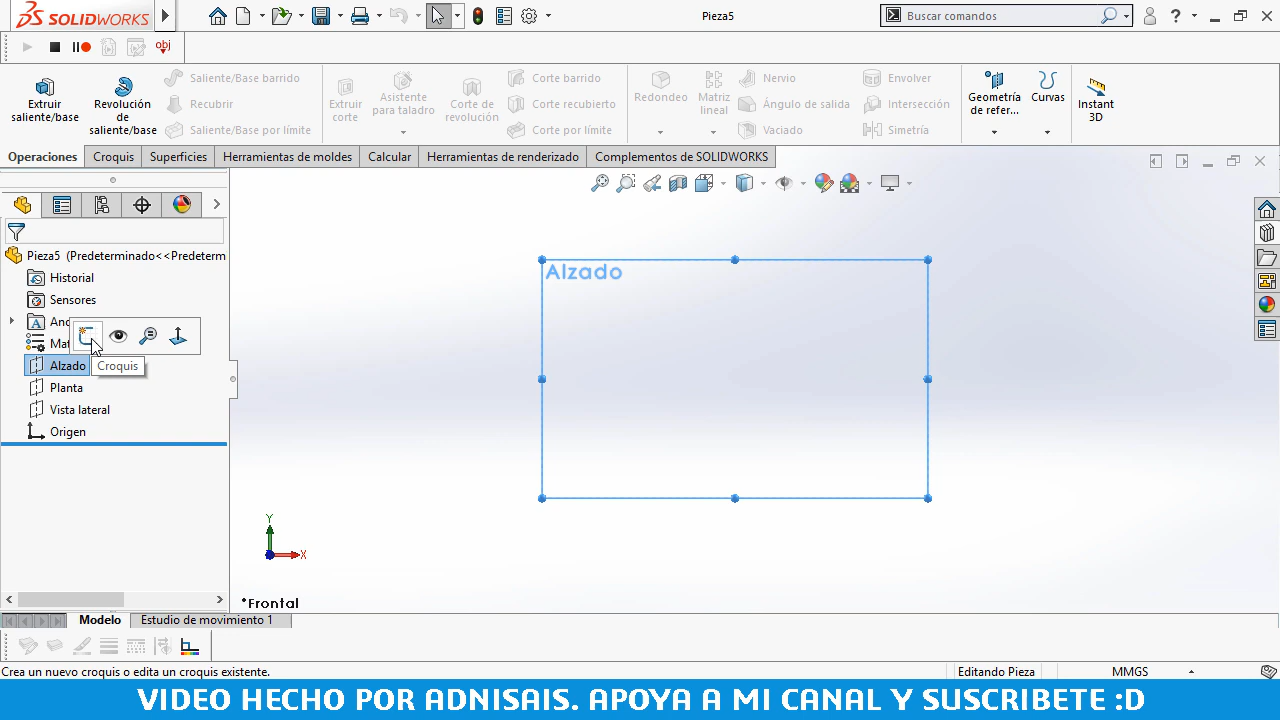 SOLIDWORKS
Pieza5
Buscar comandos
obj
Extruir saliente/base
Revolución de saliente/base
Saliente/Base barrido
Recubrir
Saliente/Base por límite
Extruir corte
Asistente para taladro
Corte de revolución
Corte barrido
Corte recubierto
Corte por límite
Redondeo
Matriz lineal
Nervio
Ángulo de salida
Vaciado
Envolver
Intersección
Simetría
Geometría de refer...
Curvas
Instant 3D
Operaciones
Croquis
Superficies
Herramientas de moldes
Calcular
Herramientas de renderizado
Complementos de SOLIDWORKS
Pieza5 (Predeterminado<<Predeterm
Historial
Sensores
Ano
Mat
Alzado
Croquis
Planta
Vista lateral
Origen
Alzado
Y
X
*Frontal
Modelo
Estudio de movimiento 1
Crea un nuevo croquis o edita un croquis existente.
Editando Pieza
MMGS
VIDEO HECHO POR ADNISAIS. APOYA A MI CANAL Y SUSCRIBETE :D